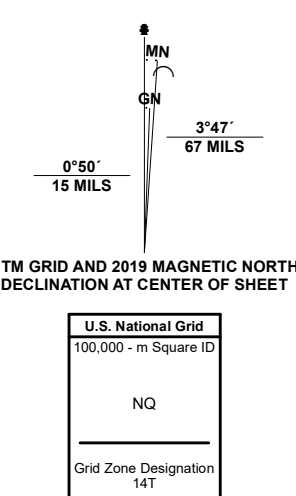 MN
GN
3°47´
67 MILS
0°50´
15 MILS
TM GRID AND 2019 MAGNETIC NORTH
DECLINATION AT CENTER OF SHEET
U.S. National Grid
100,000 - m Square ID
NQ
Grid Zone Designation
14T